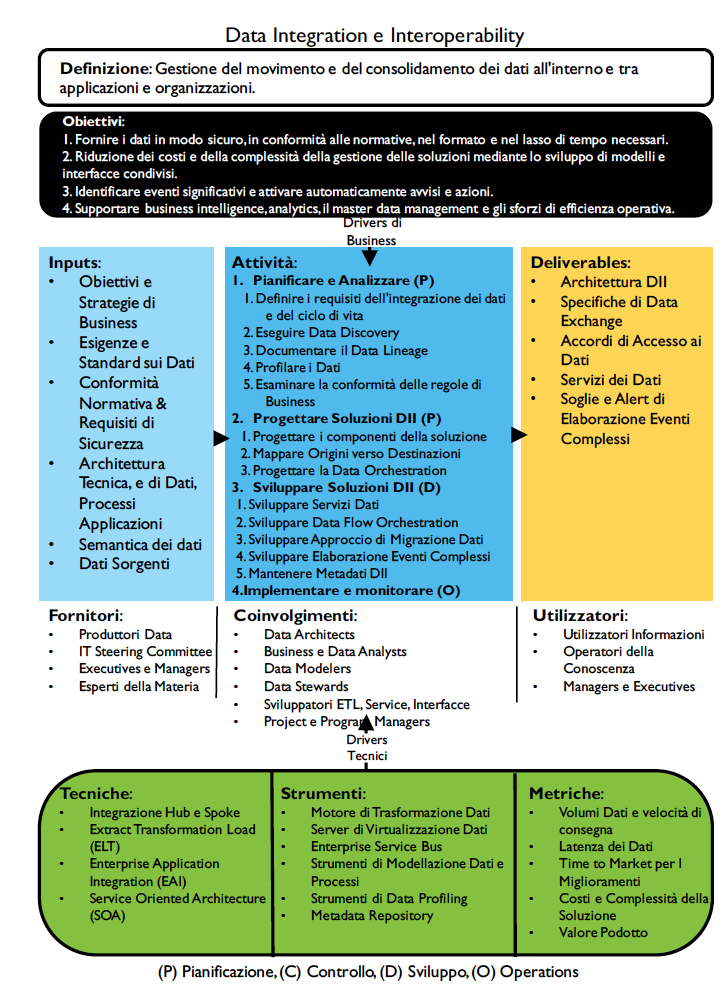 Data Integration e Interoperability
Definizione: Gestione del movimento e del consolidamento dei dati all'interno e tra
applicazioni e organizzazioni.
Obiettivi:
1. Fornire i dati in modo sicuro, in conformità alle normative, nel formato e nel lasso di tempo necessari.
2. Riduzione dei costi e della complessità della gestione delle soluzioni mediante lo sviluppo di modelli e
interfacce condivisi.
3. Identificare eventi significativi e attivare automaticamente avvisi e azioni.
4. Supportare business intelligence, analytics, il master data management e gli sforzi di efficienza operativa.
Drivers di
Business
Inputs:
• Obiettivi e
Strategie di
Business
• Esigenze e
Standard sui Dati
• Conformità
Normativa &
Requisiti di
Sicurezza
• Architettura
Tecnica, e di Dati,
Processi
Applicazioni
• Semantica dei dati
• Dati Sorgenti
Attività:
1. Pianificare e Analizzare (P)
1. Definire i requisiti dell'integrazione dei dati
e del ciclo di vita
2. Eseguire Data Discovery
3. Documentare il Data Lineage
4. Profilare i Dati
5. Esaminare la conformità delle regole di
Business
2. Progettare Soluzioni DII (P)
1. Progettare i componenti della soluzione
2. Mappare Origini verso Destinazioni
3. Progettare la Data Orchestration
3. Sviluppare Soluzioni DII (D)
1. Sviluppare Servizi Dati
2. Sviluppare Data Flow Orchestration
3. Sviluppare Approccio di Migrazione Dati
4. Sviluppare Elaborazione Eventi Complessi
5. Mantenere Metadati DII
4.Implementare e monitorare (O)
Deliverables:
• Architettura DII
• Specifiche di Data
Exchange
• Accordi di Accesso ai
Dati
• Servizi dei Dati
• Soglie e Alert di
Elaborazione Eventi
Complessi
Fornitori:
• Produttori Data
• IT Steering Committee
• Executives e Managers
• Esperti della Materia
Coinvolgimenti:
• Data Architects
• Business e Data Analysts
• Data Modelers
• Data Stewards
• Sviluppatori ETL, Service, Interfacce
• Project e Program Managers
Utilizzatori:
• Utilizzatori Informazioni
• Operatori della
Conoscenza
• Managers e Executives
Drivers
Tecnici
Tecniche:
• Integrazione Hub e Spoke
• Extract Transformation Load
(ELT)
• Enterprise Application
Integration (EAI)
• Service Oriented Architecture
(SOA)
Strumenti:
• Motore di Trasformazione Dati
• Server di Virtualizzazione Dati
• Enterprise Service Bus
• Strumenti di Modellazione Dati e
Processi
• Strumenti di Data Profiling
• Metadata Repository
Metriche:
• Volumi Dati e velocità di
consegna
• Latenza dei Dati
• Time to Market per I
Miglioramenti
• Costi e Complessità della
Soluzione
• Valore Podotto
(P) Pianificazione, (C) Controllo, (D) Sviluppo, (O) Operations